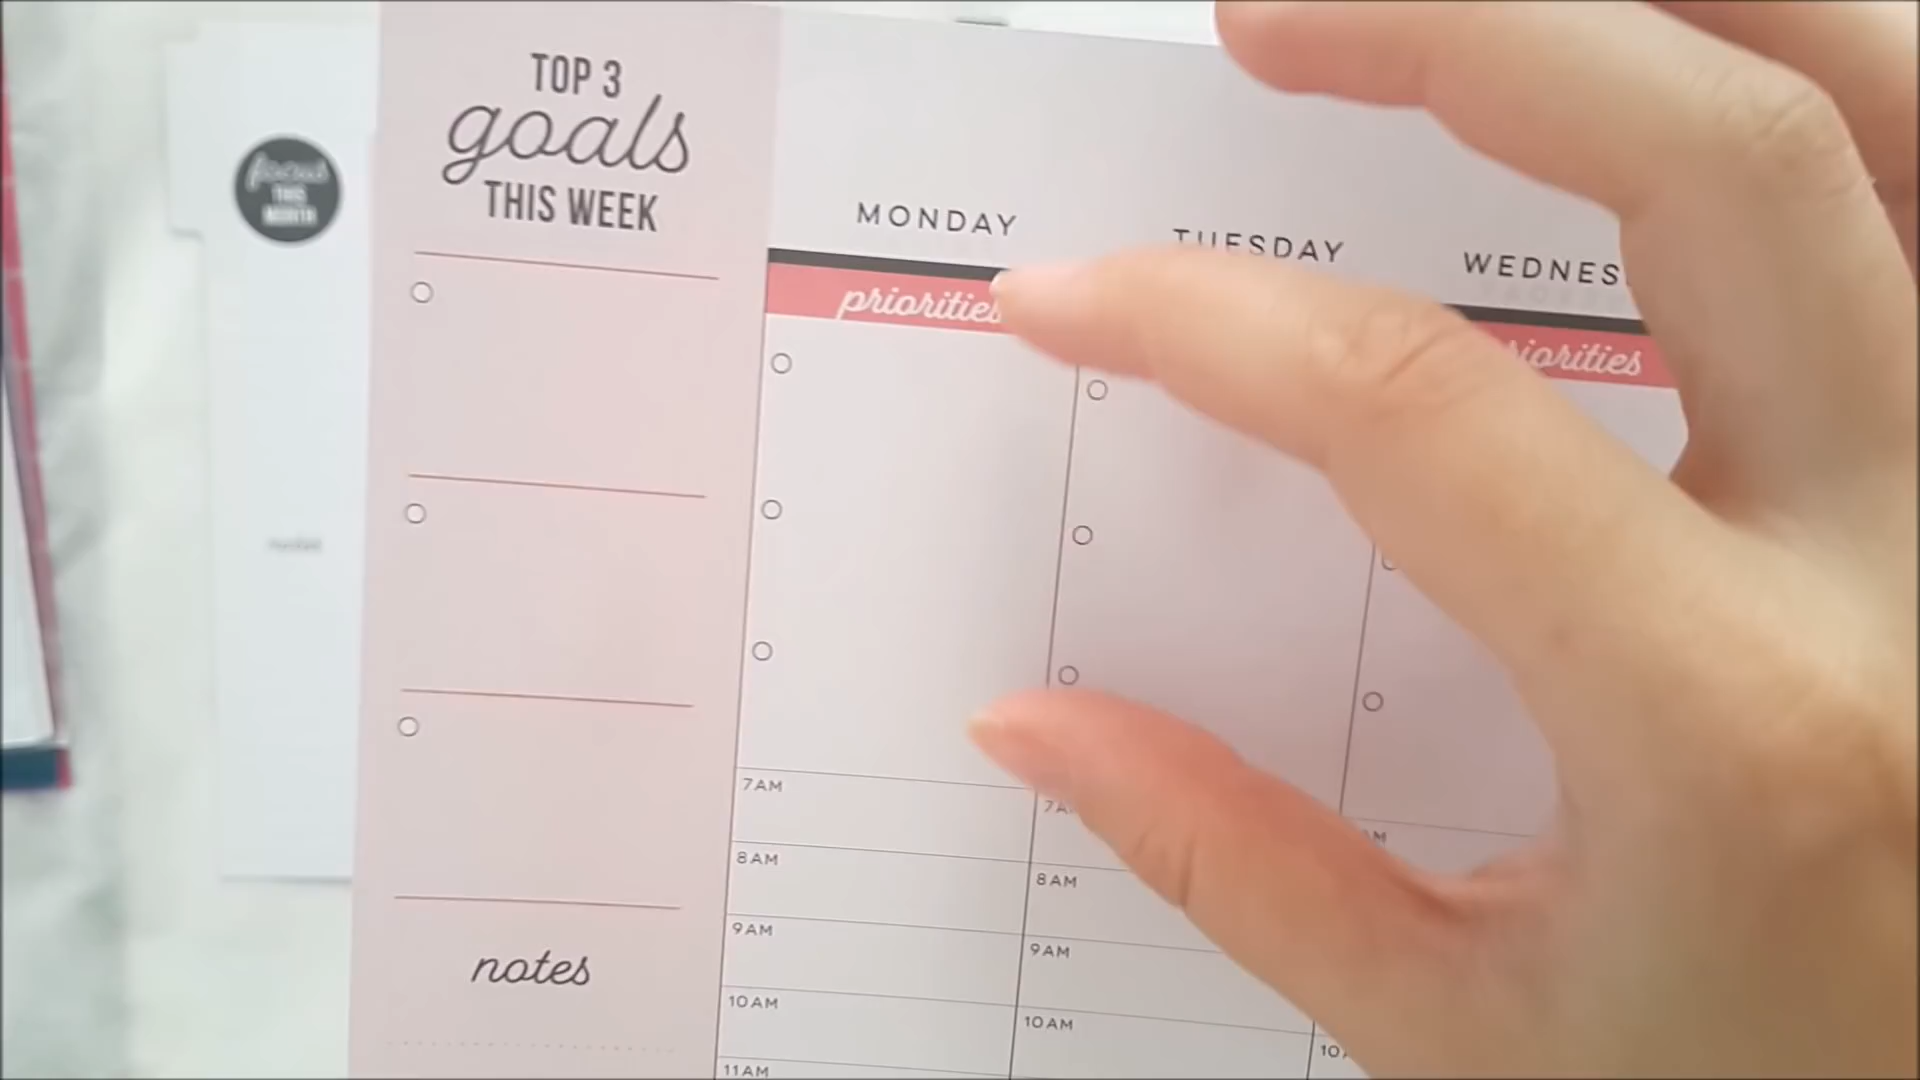 TOP 3
goals
THIS WEEK
notes
focus
THIS
MONTH
notes
MONDAY
priorities
7AM
8AM
9AM
10AM
11AM
TUESDAY
8AM
9AM
10AM